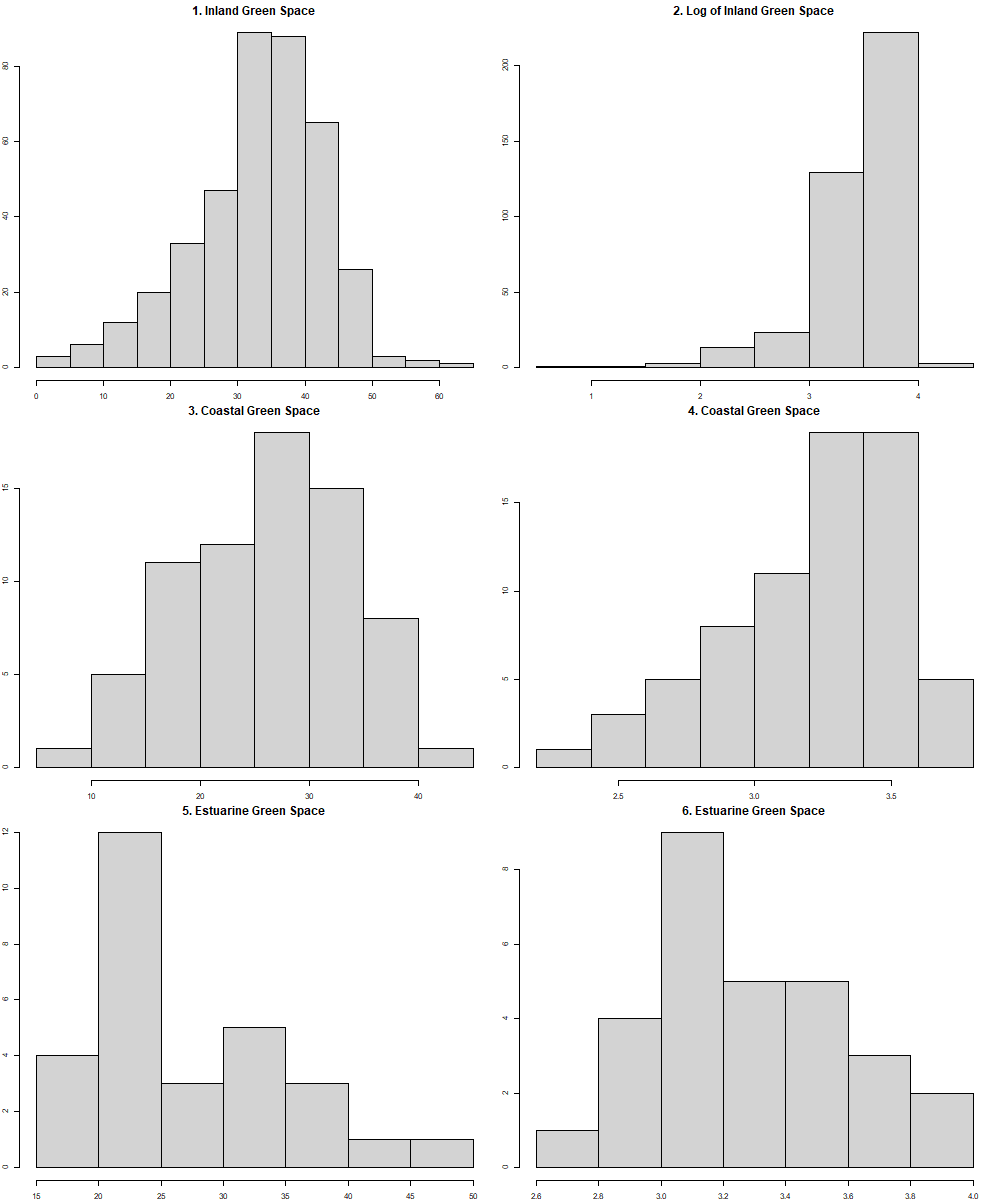 1. Inland Green Space
80
60
40
20
0
0 10 20 30 40 50 60
2. Log of Inland Green Space
200
150
100
50
0
1 2 3 4
3. Coastal Green Space
15
10
5
0
10 20 30 40
4. Coastal Green Space
15
10
5
0
2.5 3.0 3.5
5. Estuarine Green Space
12
10
8
6
4
2
0
15 20 25 30 35 40 45 50
6. Estuarine Green Space
8
6
4
2
0
2.6 2.8 3.0 3.2 3.4 3.6 3.8 4.0